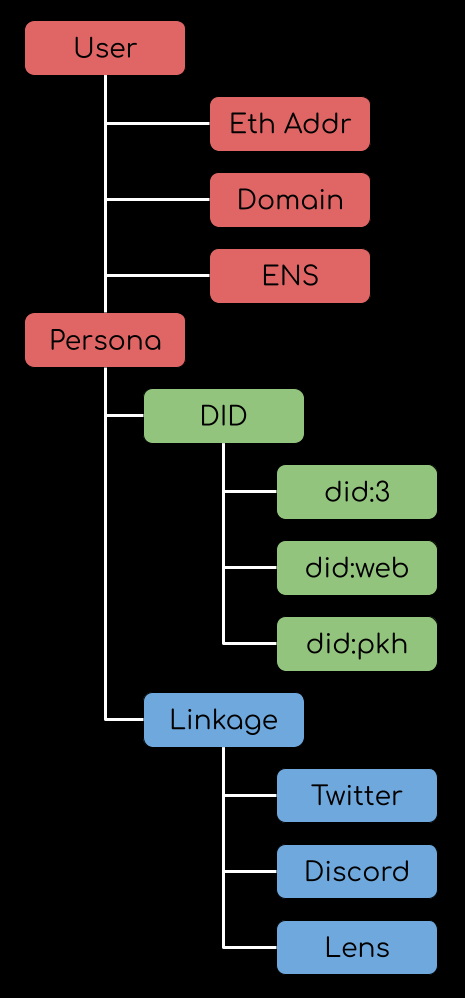 User
Eth Addr
Domain
ENS
Persona
DID
did:3
did:web
did:pkh
Linkage
Twitter
Discord
Lens